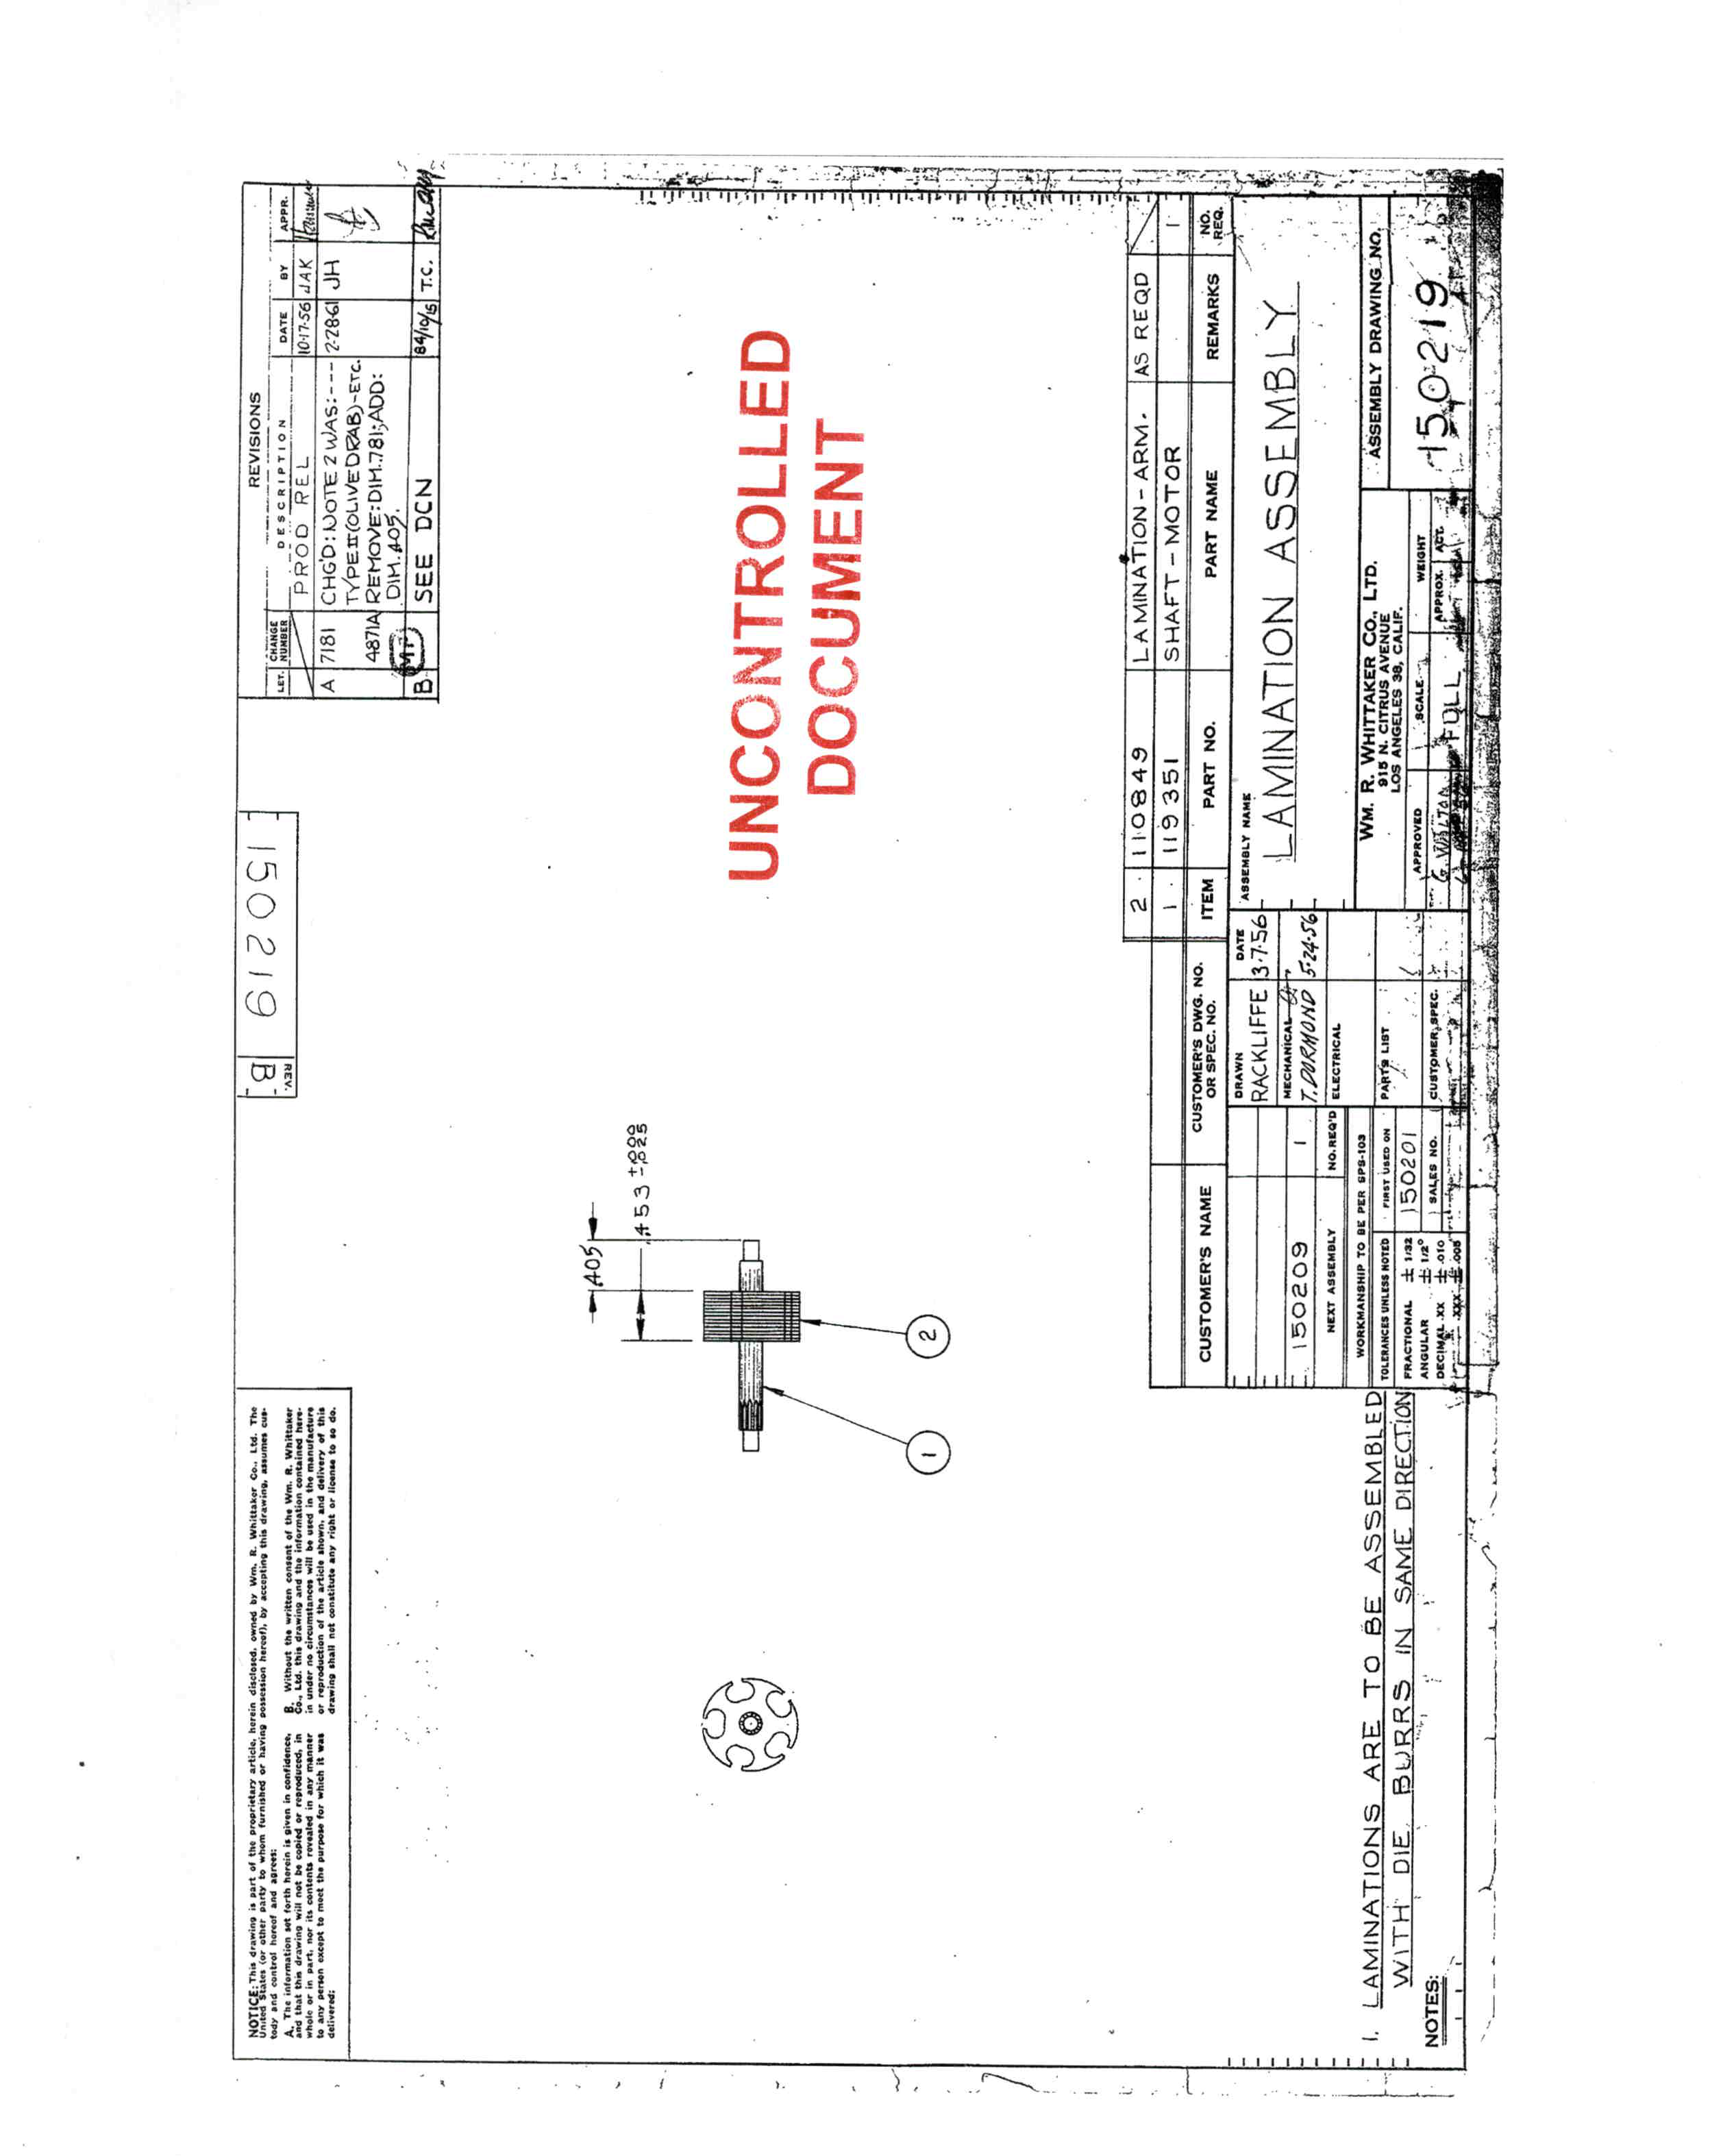 NOTICE: This drawing is part of the proprietary article, herein disclosed, owned by Wm. R. Whittaker Co., Ltd. The
United States (or other party to whom furnished or having possession hereof), by accepting this drawing, assumes cus-
tody and control hereof and agrees:
A. The information set forth herein is given in confidence,
and that this drawing will not be copied or reproduced, in
whole or in part, nor its contents revealed in any manner
to any person except to meet the purpose for which it was
delivered;
B. Without the written consent of the Wm. R. Whittaker
Co., Ltd. this drawing and the information contained here-
in under no circumstances will be used in the manufacture
or reproduction of the article shown, and delivery of this
drawing shall not constitute any right or license to so do.
REV.
B
150219
REVISIONS
LET. CHANGE NUMBER DESCRIPTION DATE BY APPR.
PROD REL 10-17-56 JAK
A 7181 CHG'D: NOTE 2 WAS:--- 2-28-61 JH
TYPE II (OLIVE DRAB)-ETC.
4871A REMOVE: DIM .781; ADD:
DIM .405.
B SEE DCN 84/10/15 T.C.
.405
.453 +.000
-.025
1
2
UNCONTROLLED
DOCUMENT
2 110849 LAMINATION-ARM. AS REQD
1 119351 SHAFT-MOTOR 1
CUSTOMER'S NAME
CUSTOMER'S DWG. NO.
OR SPEC. NO.
ITEM PART NO. PART NAME REMARKS NO. REQ.
150209 1
NEXT ASSEMBLY NO. REQ'D
WORKMANSHIP TO BE PER SPS-103
TOLERANCES UNLESS NOTED
FRACTIONAL ± 1/32
ANGULAR ± 1/2°
DECIMAL .XX ± .010
.XXX ± .005
FIRST USED ON
150201
SALES NO.
DRAWN DATE
RACKLIFFE 3-7-56
MECHANICAL
T. DORMOND 5-24-56
ELECTRICAL
PARTS LIST
CUSTOMER SPEC.
ASSEMBLY NAME
LAMINATION ASSEMBLY
WM. R. WHITTAKER CO., LTD.
915 N. CITRUS AVENUE
LOS ANGELES 38, CALIF.
ASSEMBLY DRAWING NO.
150219
APPROVED SCALE WEIGHT
APPROX. ACT.
G. WALTON
FULL
1. LAMINATIONS ARE TO BE ASSEMBLED
WITH DIE BURRS IN SAME DIRECTION
NOTES: